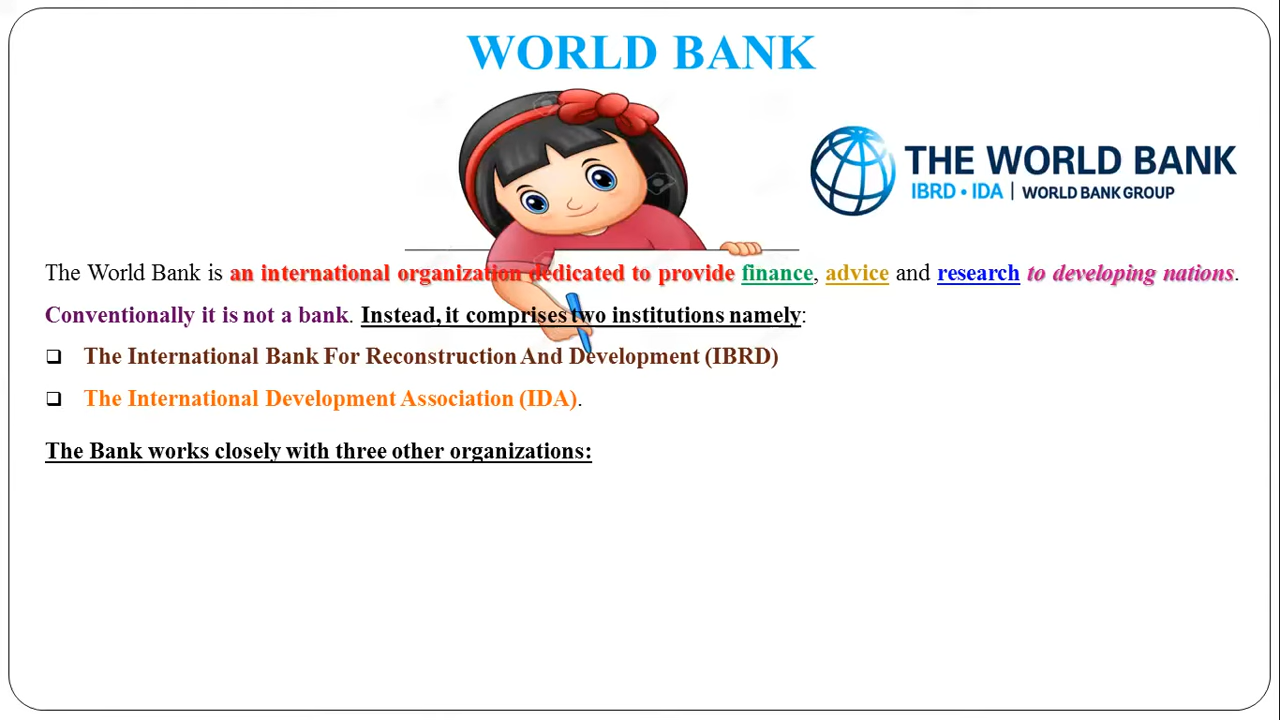 WORLD BANK
THE WORLD BANK
IBRD • IDA | WORLD BANK GROUP
The World Bank is an international organization dedicated to provide finance, advice and research to developing nations.
Conventionally it is not a bank. Instead, it comprises two institutions namely:
❑ The International Bank For Reconstruction And Development (IBRD)
❑ The International Development Association (IDA).
The Bank works closely with three other organizations: